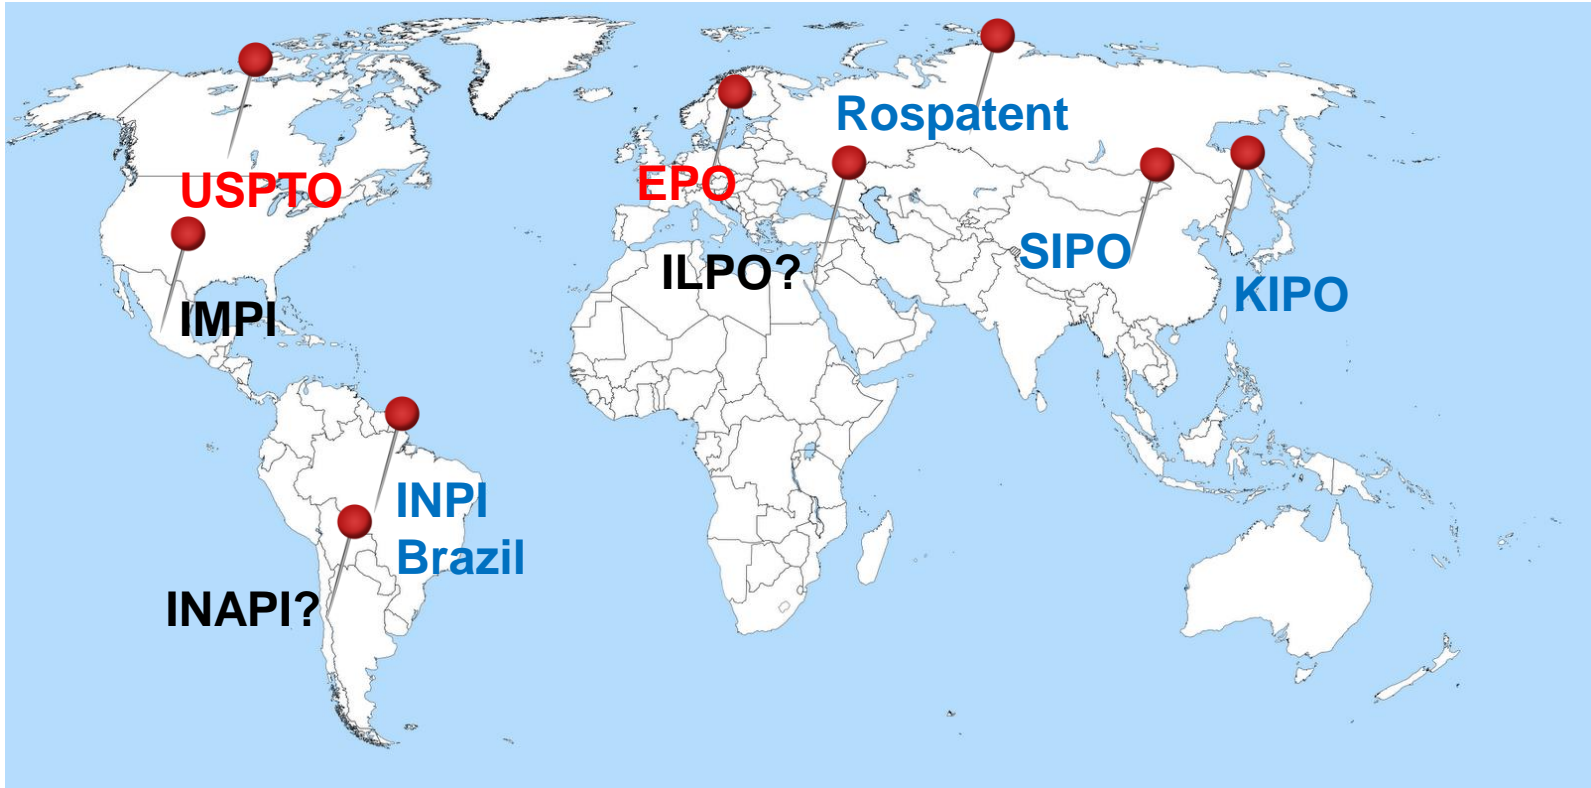 Rospatent
USPTO
EPO
SIPO
ILPO?
KIPO
IMPI
INPI
Brazil
INAPI?